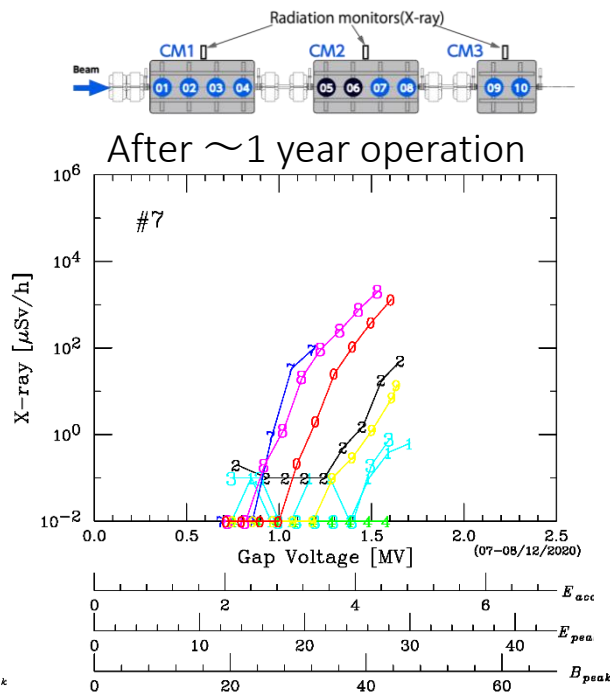 Radiation monitors(X-ray)
CM1 CM2 CM3
Beam
01 02 03 04 05 06 07 08 09 10
After ～1 year operation
#7
X-ray [μSv/h]
10⁶
10⁴
10²
10⁰
10⁻²
0.0 0.5 1.0 1.5 2.0 2.5
Gap Voltage [MV]
(07-08/12/2020)
0 2 4 6 E acc
0 10 20 30 40 E pea
k 0 20 40 60 B peak